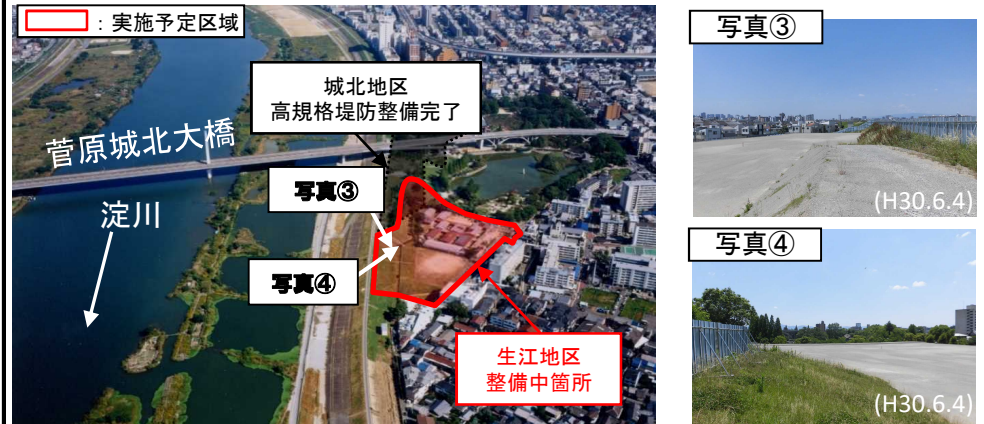 ：実施予定区域
城北地区
高規格堤防整備完了
菅原城北大橋
写真③
淀川
写真④
生江地区
整備中箇所
写真③
(H30.6.4)
写真④
(H30.6.4)